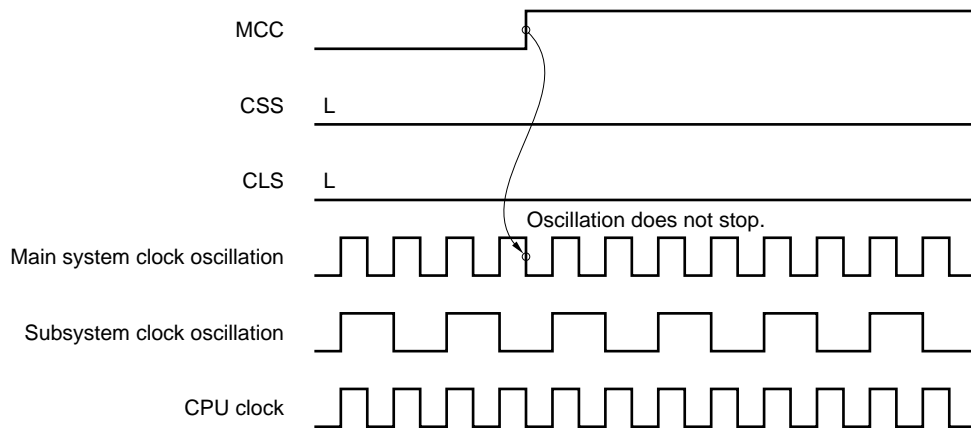 MCC
CSS L
CLS L
Oscillation does not stop.
Main system clock oscillation
Subsystem clock oscillation
CPU clock